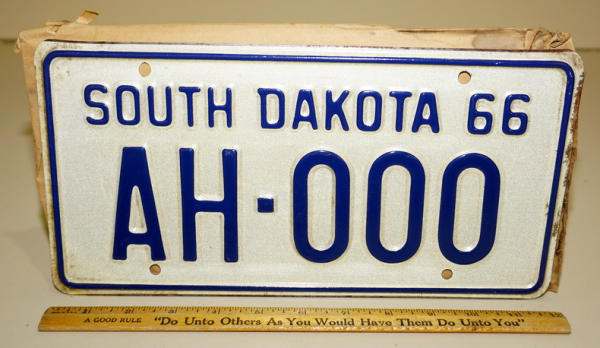 SOUTH DAKOTA 66
AH-000
A GOOD RULE "Do Unto Others As You Would Have Them Do Unto You"